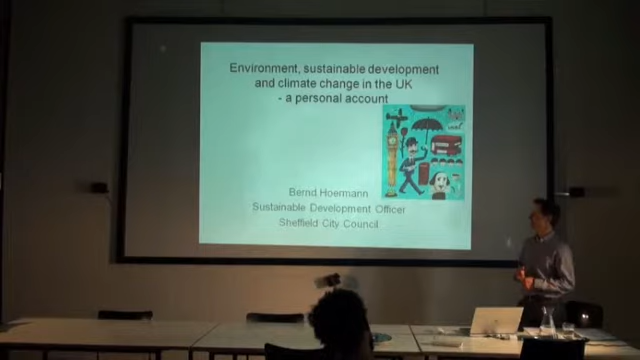 Environment, sustainable development
and climate change in the UK
- a personal account
Bernd Hoermann
Sustainable Development Officer
Sheffield City Council